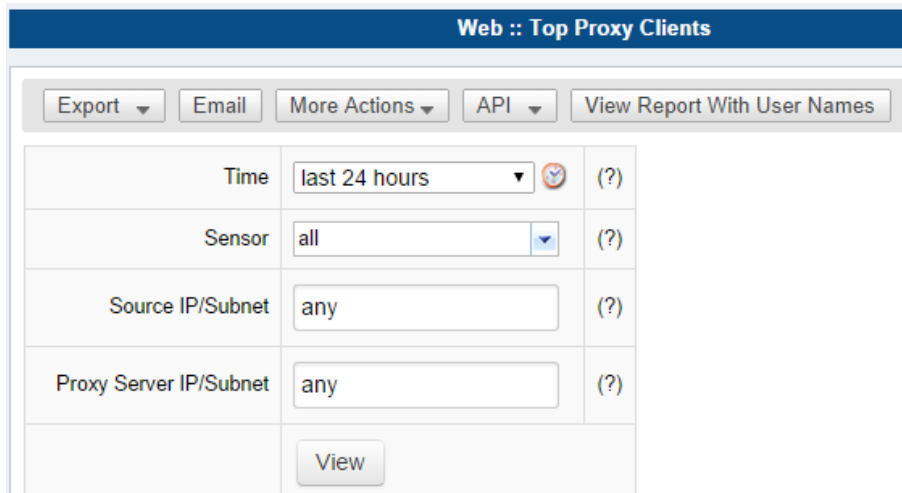 Web :: Top Proxy Clients
Export Email More Actions API View Report With User Names
Time last 24 hours (?)
Sensor all (?)
Source IP/Subnet any (?)
Proxy Server IP/Subnet any (?)
View